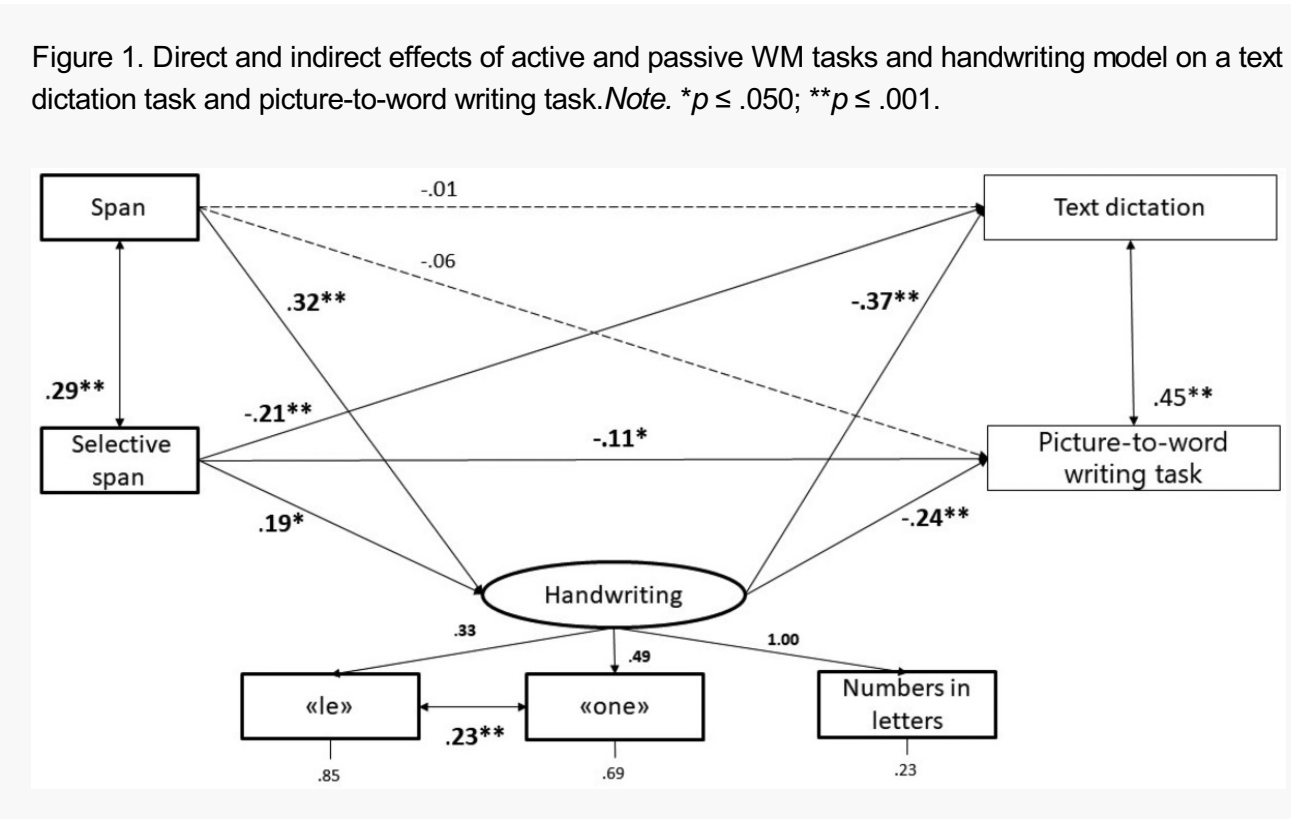 Figure 1. Direct and indirect effects of active and passive WM tasks and handwriting model on a text
dictation task and picture-to-word writing task.Note. *p ≤ .050; **p ≤ .001.
-.01
Span
Text dictation
-.06
.32**
-.37**
.29**
.45**
-.21**
-.11*
Selective
span
Picture-to-word
writing task
.19*
-.24**
Handwriting
.33
.49
1.00
«le»
«one»
Numbers in
letters
.23**
.85
.69
.23